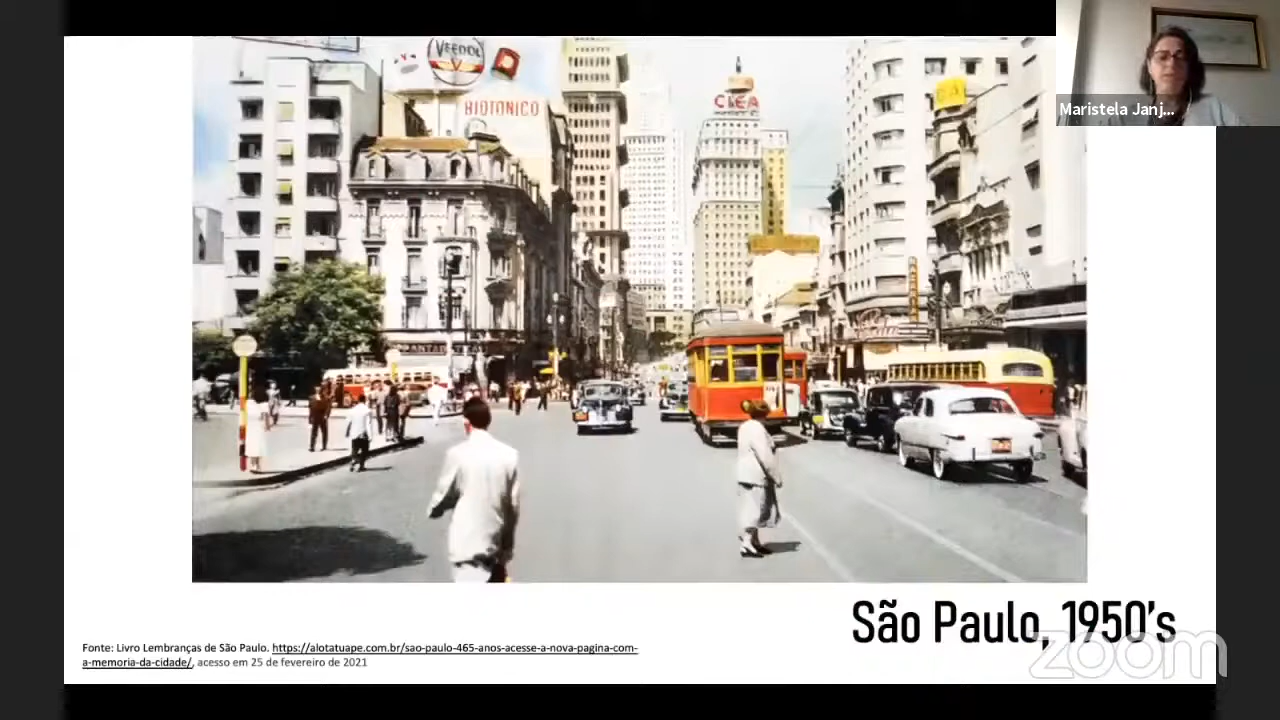 VEEDOL
BIOTONICO
CLEA
Maristela Janj...
São Paulo, 1950's
zoom
Fonte: Livro Lembranças de São Paulo. https://alotatuape.com.br/sao-paulo-465-anos-acesse-a-nova-pagina-com-
a-memoria-da-cidade/, acesso em 25 de fevereiro de 2021